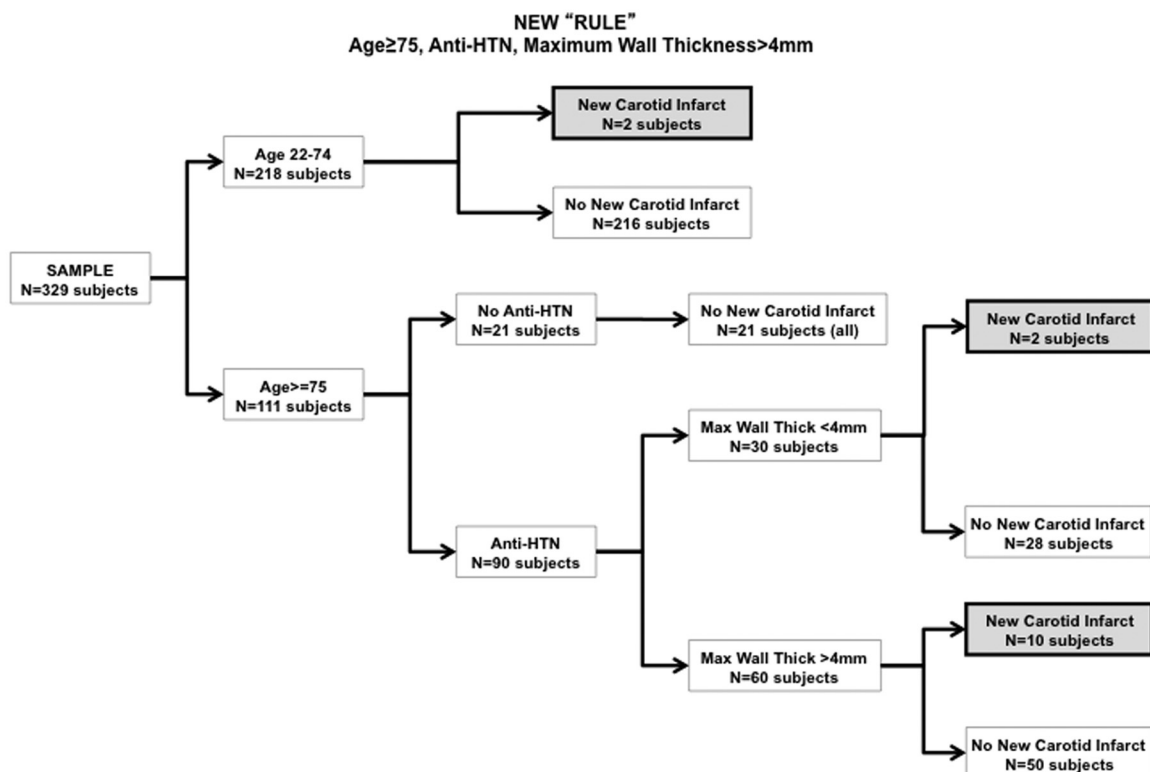 NEW “RULE”
Age≥75, Anti-HTN, Maximum Wall Thickness>4mm
New Carotid Infarct
N=2 subjects
Age 22-74
N=218 subjects
No New Carotid Infarct
N=216 subjects
SAMPLE
N=329 subjects
No Anti-HTN
N=21 subjects
No New Carotid Infarct
N=21 subjects (all)
New Carotid Infarct
N=2 subjects
Age>=75
N=111 subjects
Max Wall Thick <4mm
N=30 subjects
No New Carotid Infarct
N=28 subjects
Anti-HTN
N=90 subjects
New Carotid Infarct
N=10 subjects
Max Wall Thick >4mm
N=60 subjects
No New Carotid Infarct
N=50 subjects